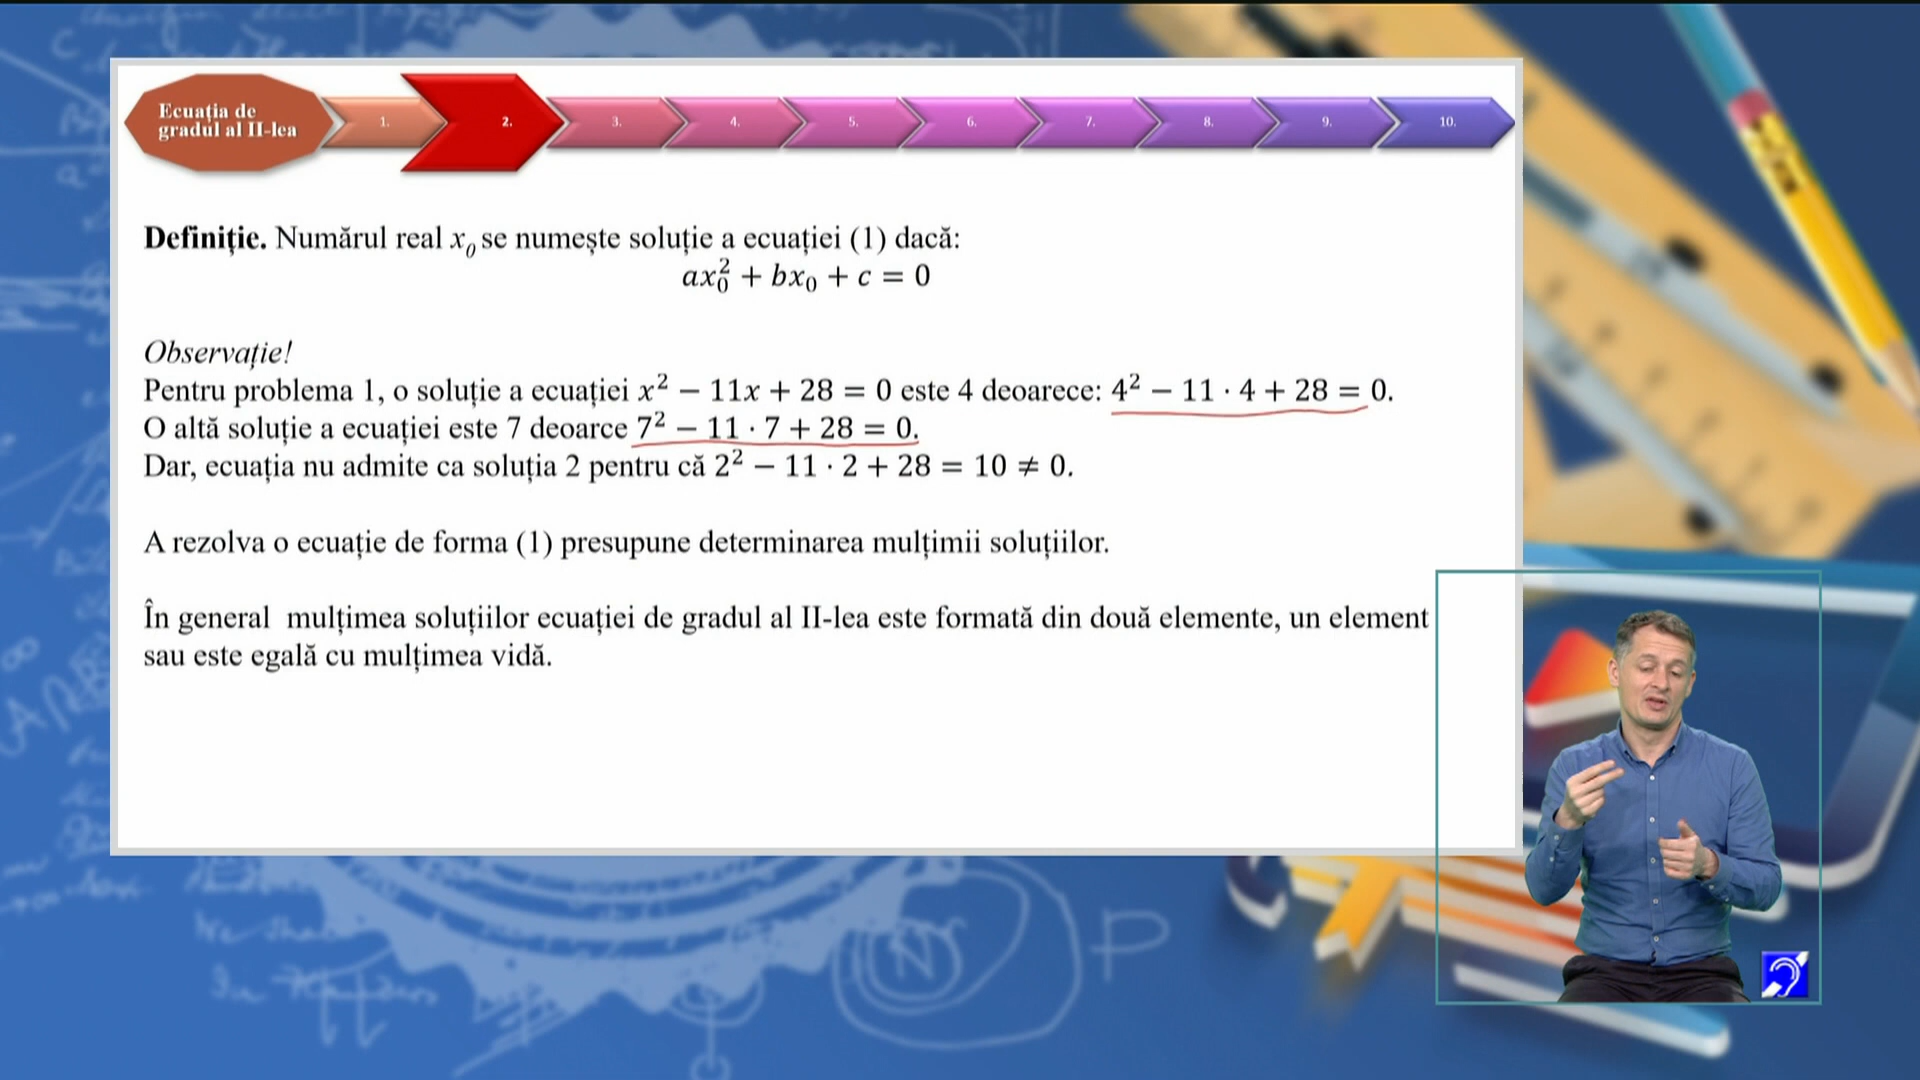 Ecuația de
gradul al II-lea
1.
2.
3.
4.
5.
6.
7.
8.
9.
10.
Definiție. Numărul real x₀ se numește soluție a ecuației (1) dacă:
ax₀² + bx₀ + c = 0
Observație!
Pentru problema 1, o soluție a ecuației x² − 11x + 28 = 0 este 4 deoarece: 4² − 11 · 4 + 28 = 0.
O altă soluție a ecuației este 7 deoarce 7² − 11 · 7 + 28 = 0.
Dar, ecuația nu admite ca soluția 2 pentru că 2² − 11 · 2 + 28 = 10 ≠ 0.
A rezolva o ecuație de forma (1) presupune determinarea mulțimii soluțiilor.
În general mulțimea soluțiilor ecuației de gradul al II-lea este formată din două elemente, un element
sau este egală cu mulțimea vidă.
N
P